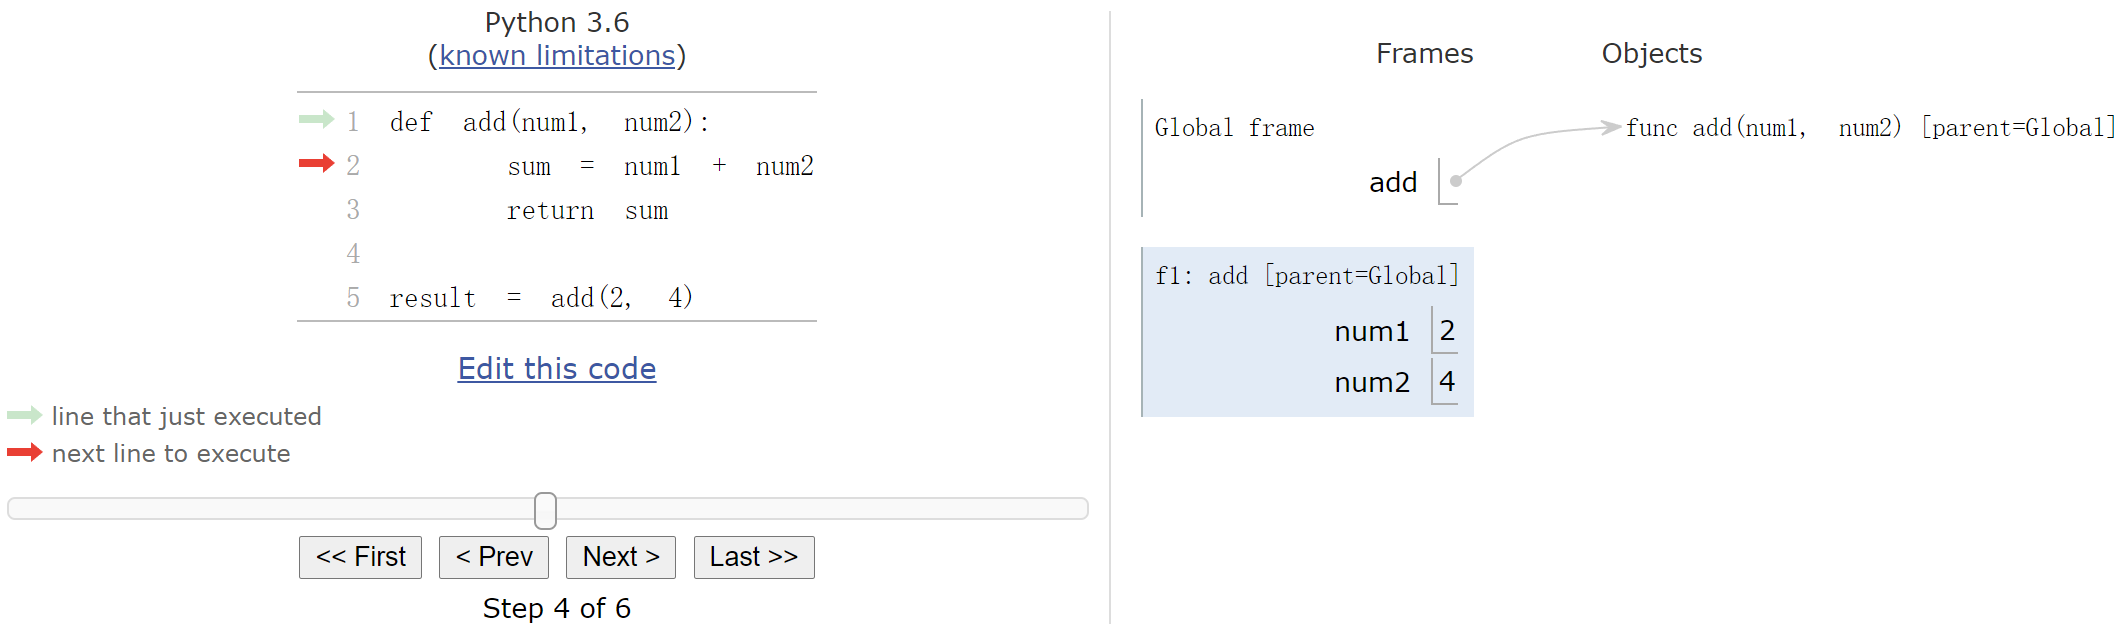 Python 3.6
(known limitations)
1 def add(num1, num2):
2 sum = num1 + num2
3 return sum
4
5 result = add(2, 4)
Edit this code
line that just executed
next line to execute
<< First < Prev Next > Last >>
Step 4 of 6
Frames Objects
Global frame func add(num1, num2) [parent=Global]
add
f1: add [parent=Global]
num1 2
num2 4